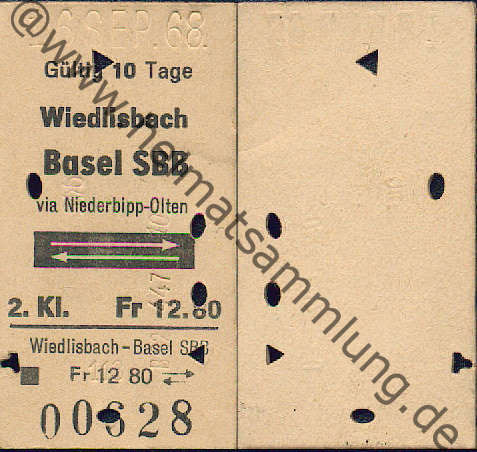 26 SEP. 68.
Gültig 10 Tage
Wiedlisbach
Basel SBB
via Niederbipp-Olten
2. Kl. Fr 12.80
Wiedlisbach - Basel SBB
Fr 12 80
00628
@www.heimatsammlung.de